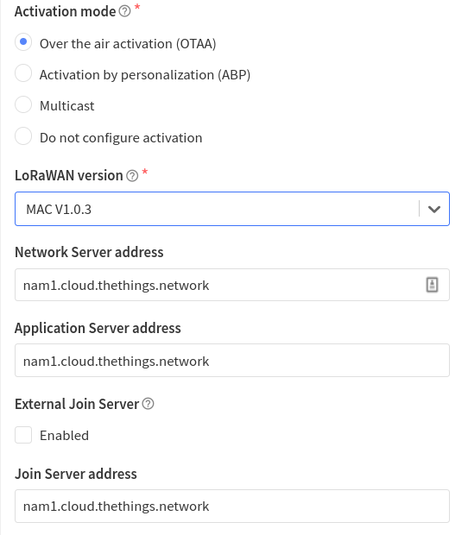 Activation mode ? *
Over the air activation (OTAA)
Activation by personalization (ABP)
Multicast
Do not configure activation
LoRaWAN version ? *
MAC V1.0.3
Network Server address
nam1.cloud.thethings.network
Application Server address
nam1.cloud.thethings.network
External Join Server ?
Enabled
Join Server address
nam1.cloud.thethings.network